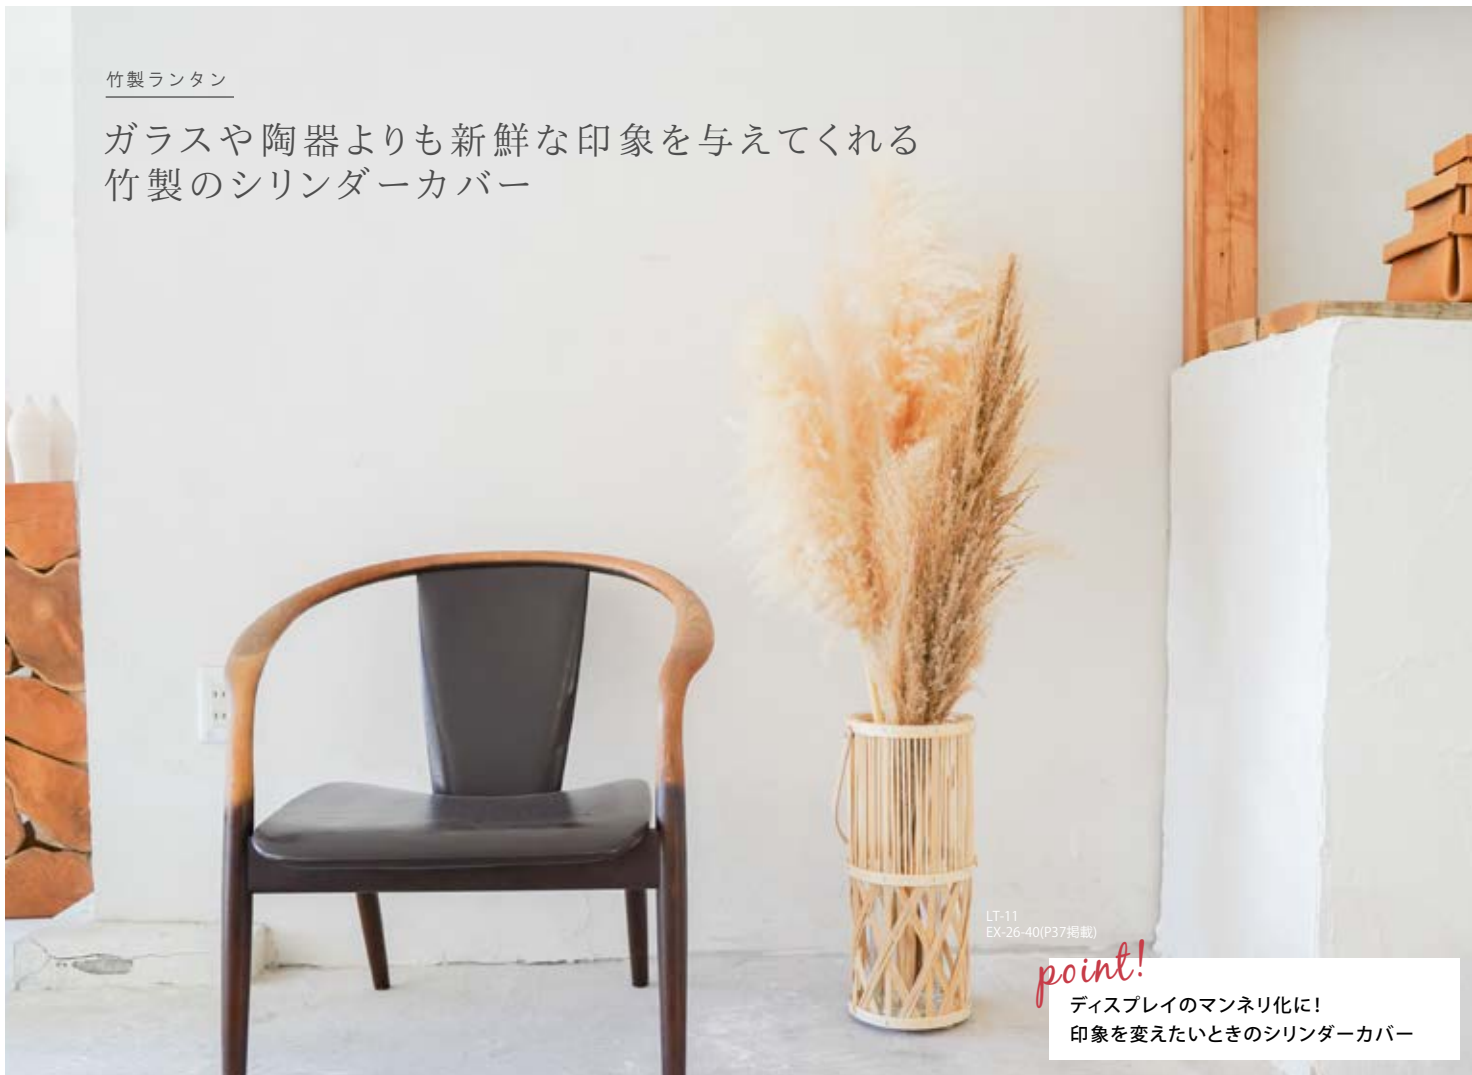 竹製ランタン
ガラスや陶器よりも新鮮な印象を与えてくれる
竹製のシリンダーカバー
LT-11
EX-26-40(P37掲載)
point!
ディスプレイのマンネリ化に!
印象を変えたいときのシリンダーカバー